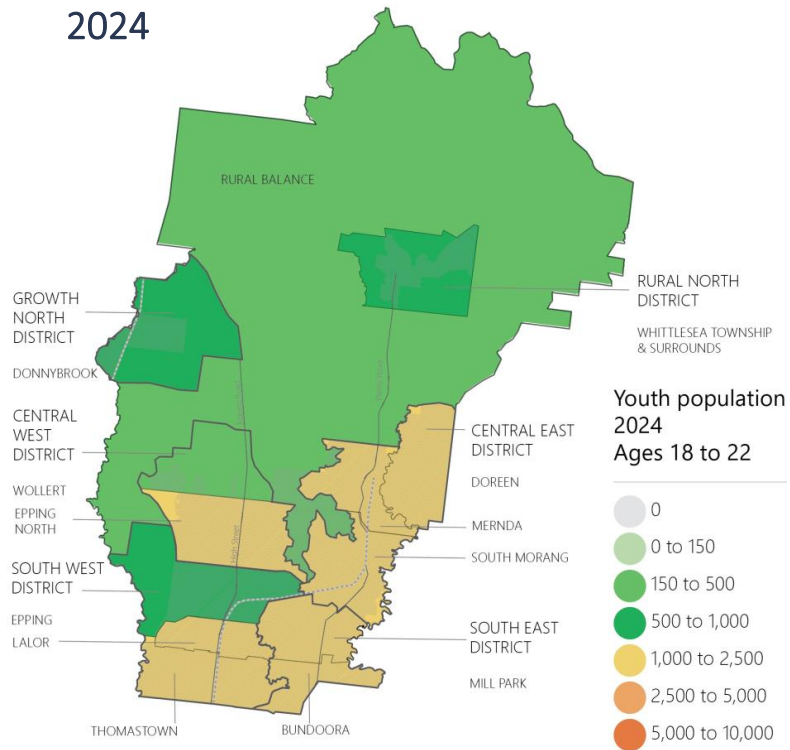 2024
RURAL BALANCE
GROWTH
NORTH
DISTRICT
DONNYBROOK
RURAL NORTH
DISTRICT
WHITTLESEA TOWNSHIP
& SURROUNDS
CENTRAL
WEST
DISTRICT
WOLLERT
EPPING
NORTH
CENTRAL EAST
DISTRICT
DOREEN
MERNDA
SOUTH MORANG
SOUTH WEST
DISTRICT
EPPING
LALOR
High Street
SOUTH EAST
DISTRICT
MILL PARK
THOMASTOWN
BUNDOORA
Youth population
2024
Ages 18 to 22
0
0 to 150
150 to 500
500 to 1,000
1,000 to 2,500
2,500 to 5,000
5,000 to 10,000